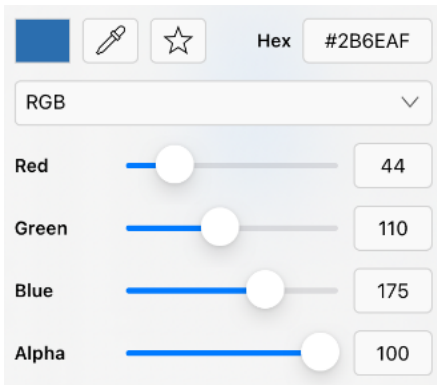 Hex #2B6EAF
RGB
Red 44
Green 110
Blue 175
Alpha 100